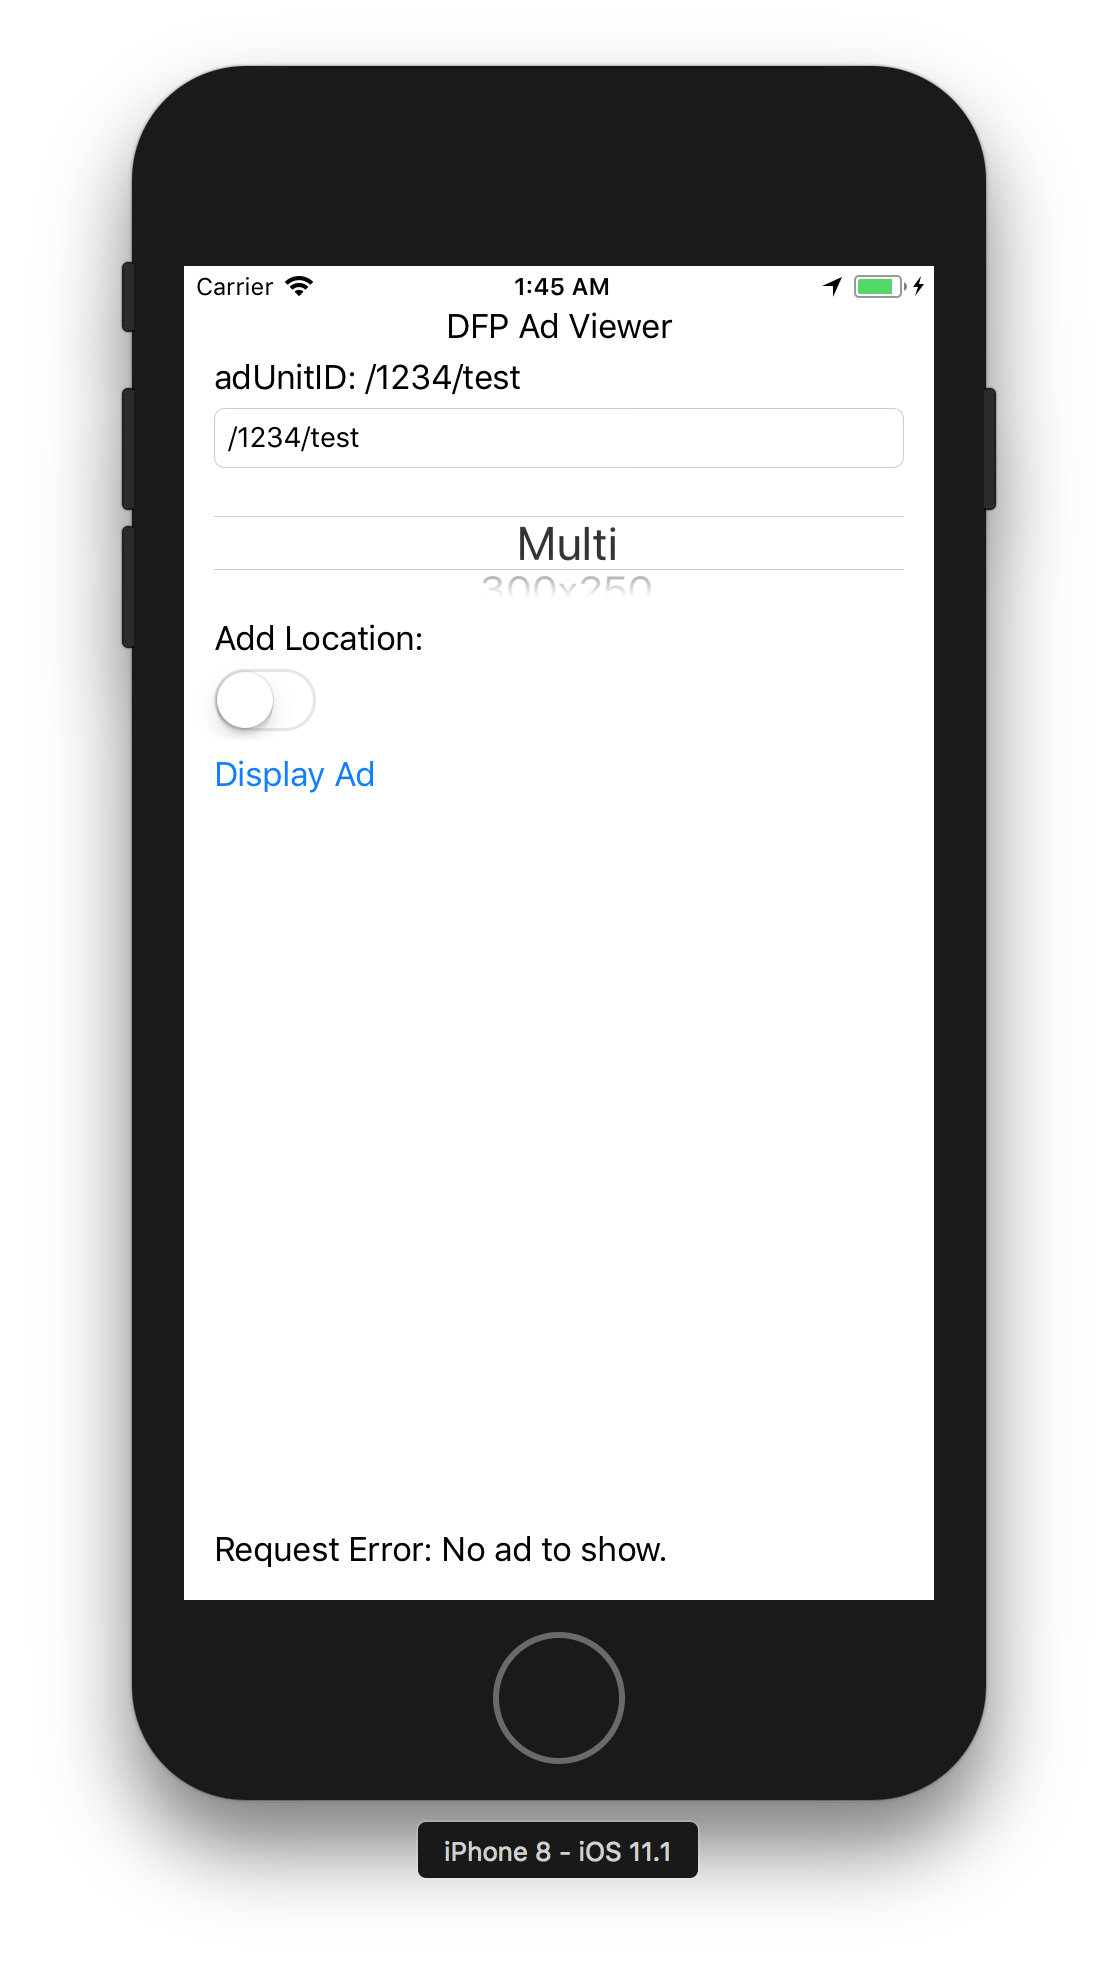 Carrier 1:45 AM
DFP Ad Viewer
adUnitID: /1234/test
/1234/test
Multi
300x250
Add Location:
Display Ad
Request Error: No ad to show.
iPhone 8 - iOS 11.1